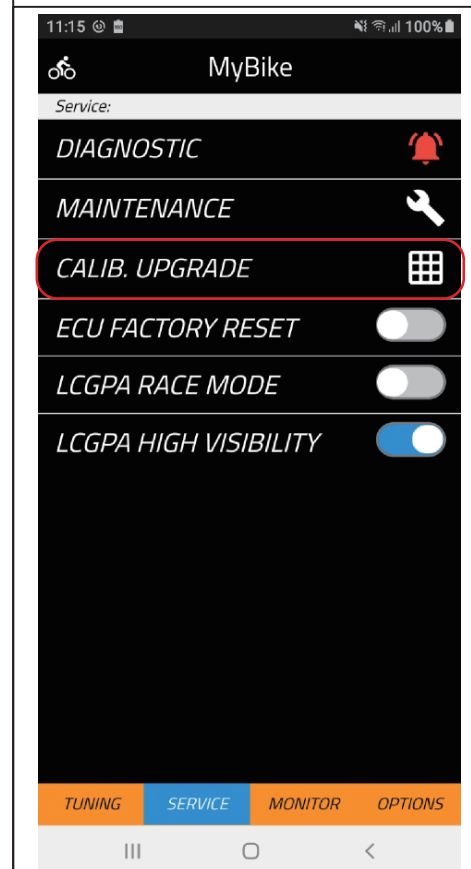 11:15 100%
MyBike
Service:
DIAGNOSTIC
MAINTENANCE
CALIB. UPGRADE
ECU FACTORY RESET
LCGPA RACE MODE
LCGPA HIGH VISIBILITY
TUNING SERVICE MONITOR OPTIONS